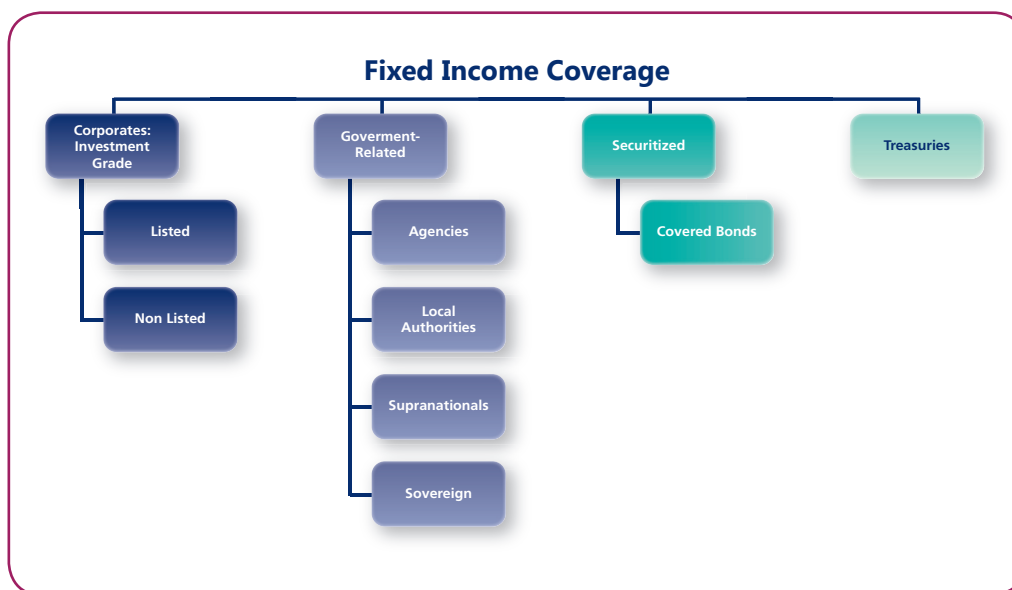 Fixed Income Coverage
Corporates:
Investment
Grade
Goverment-
Related
Securitized
Treasuries
Listed
Agencies
Covered Bonds
Non Listed
Local
Authorities
Supranationals
Sovereign